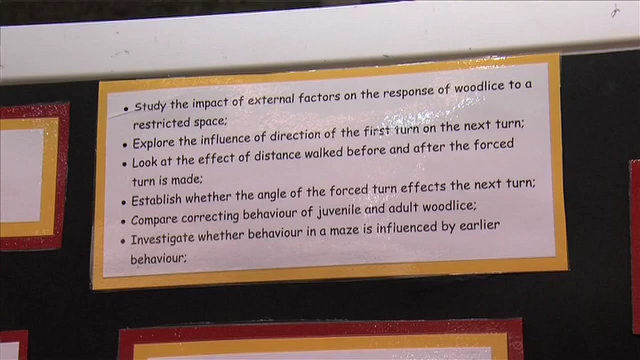 • Study the impact of external factors on the response of woodlice to a
restricted space;
• Explore the influence of direction of the first turn on the next turn;
• Look at the effect of distance walked before and after the forced
turn is made;
• Establish whether the angle of the forced turn effects the next turn;
• Compare correcting behaviour of juvenile and adult woodlice;
• Investigate whether behaviour in a maze is influenced by earlier
behaviour;